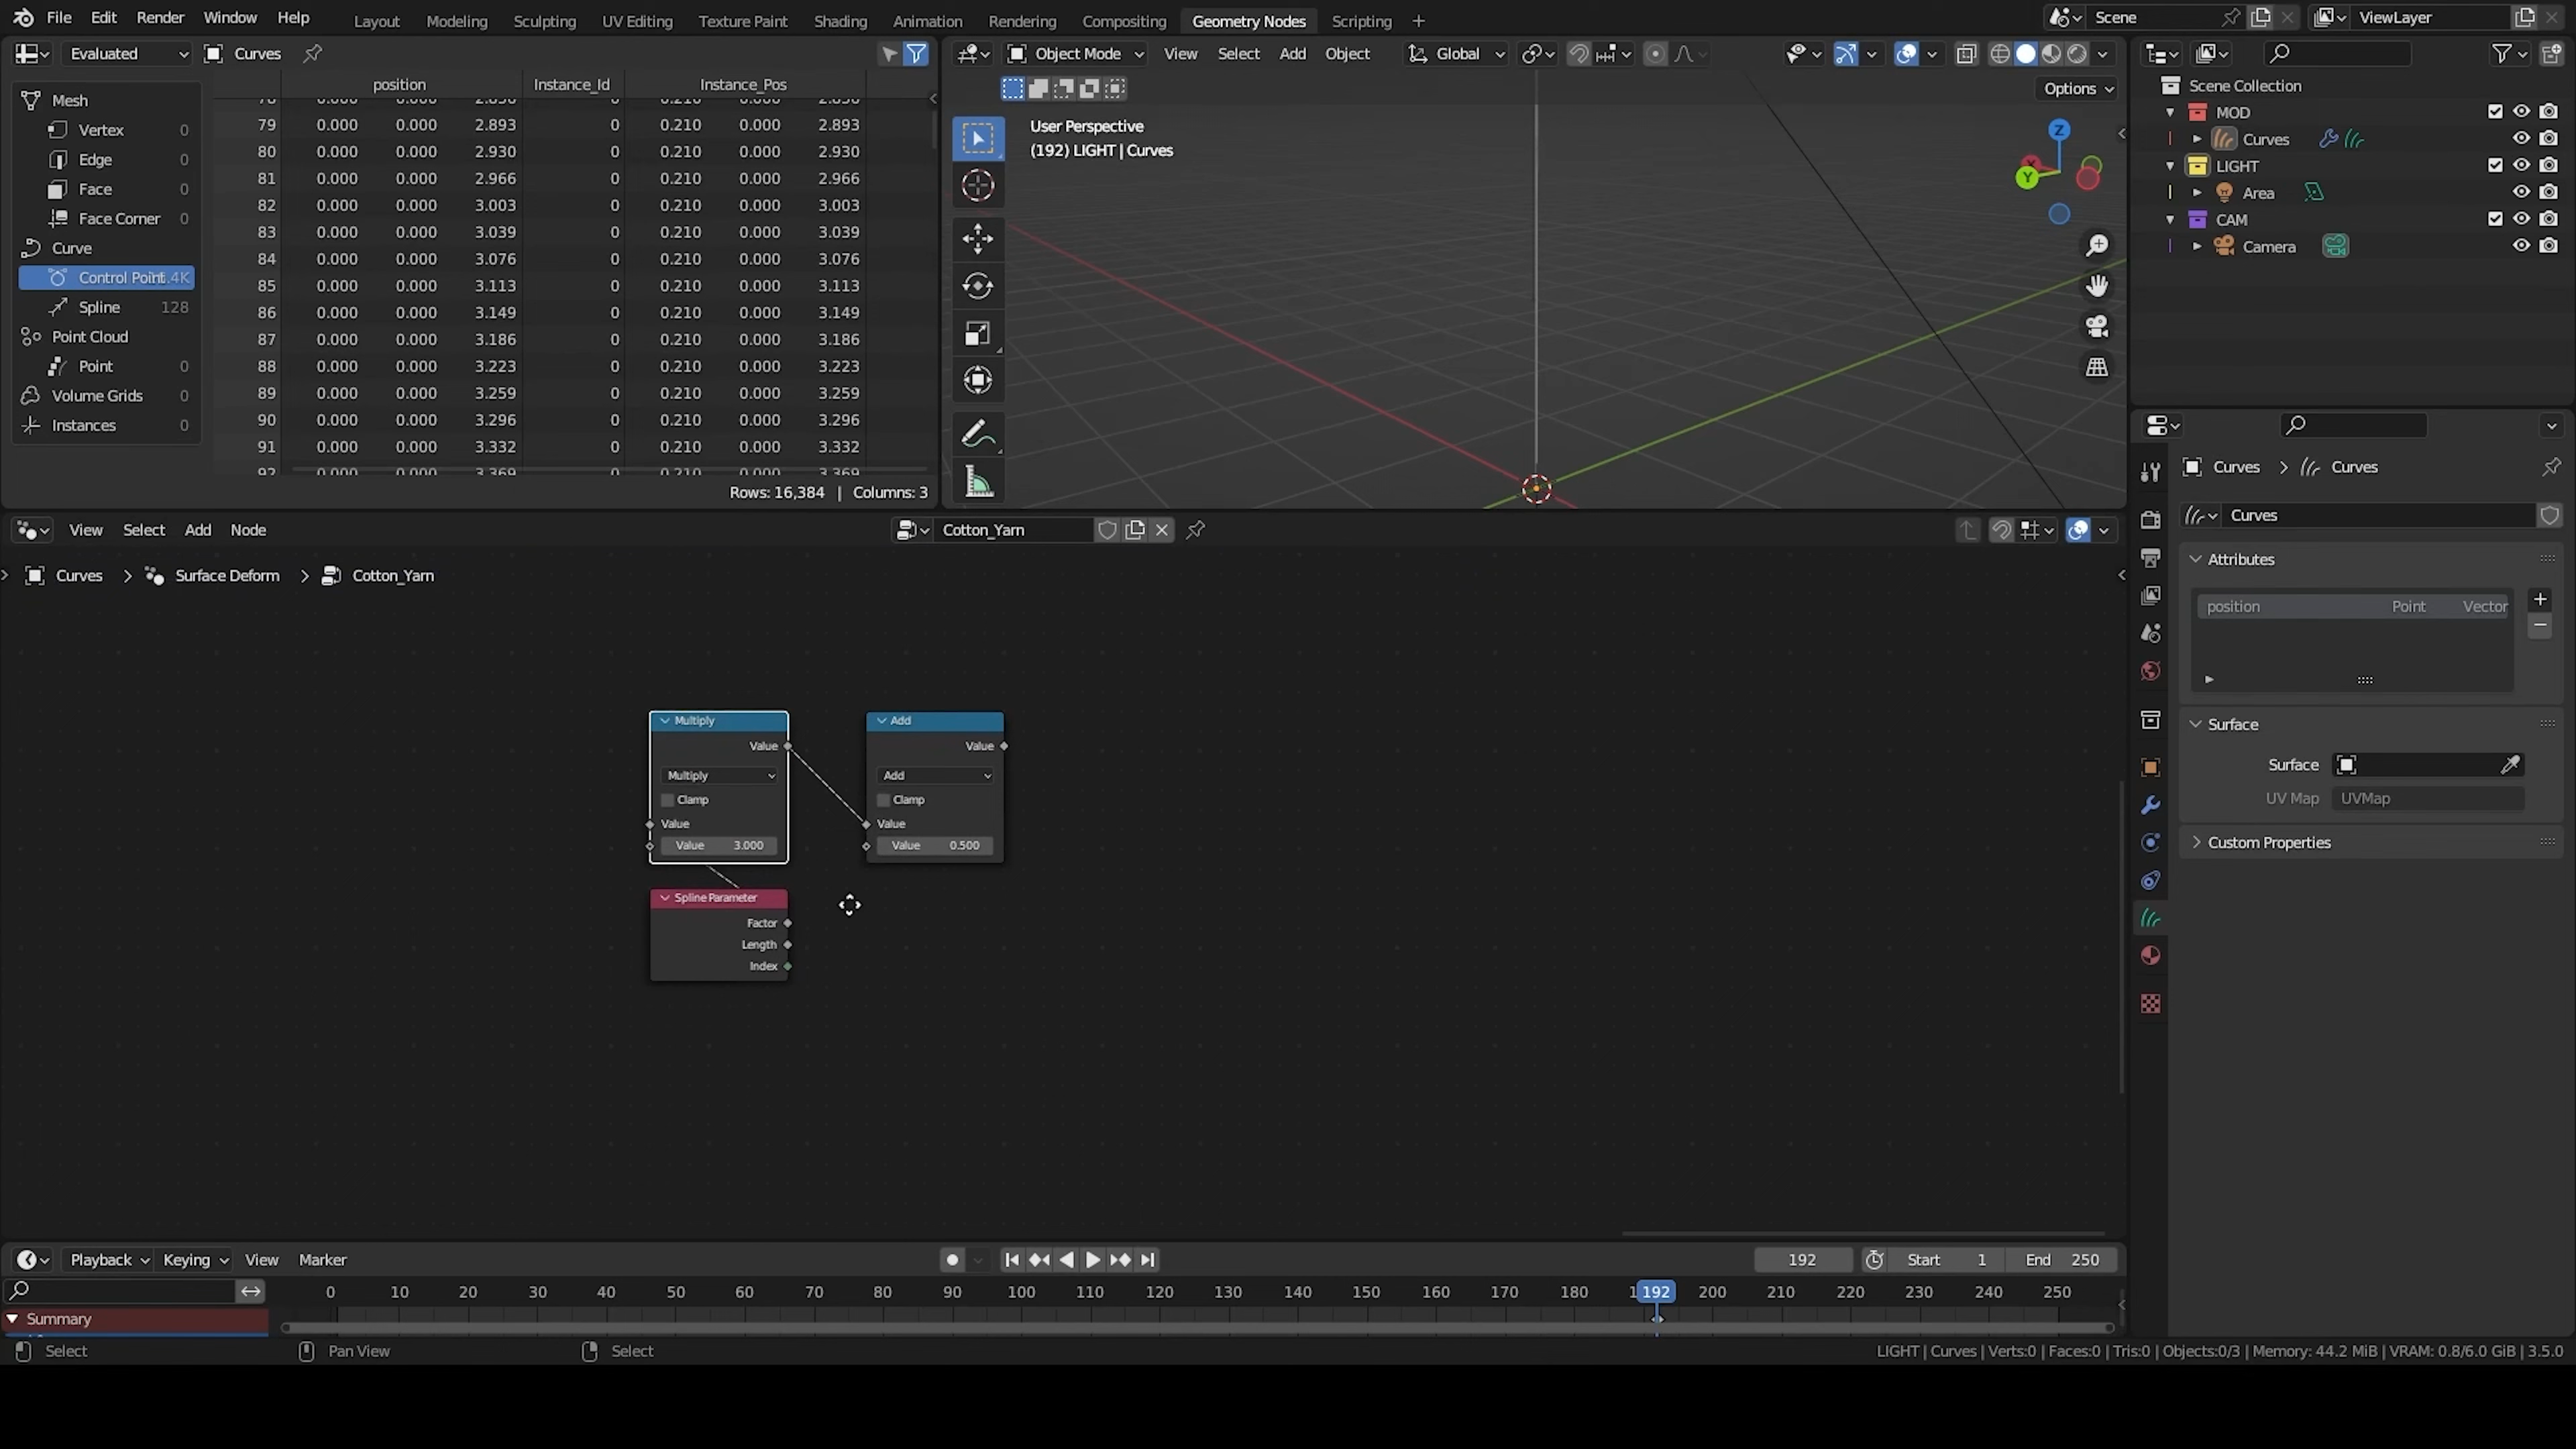 File Edit Render Window Help Layout Modeling Sculpting UV Editing Texture Paint Shading Animation Rendering Compositing Geometry Nodes Scripting + Scene ViewLayer
Evaluated Curves
position Instance_Id Instance_Pos
Mesh
Vertex 0
Edge 0
Face 0
Face Corner 0
Curve
Control Point
Spline 128
Point Cloud
Point 0
Volume Grids 0
Instances 0
79 0.000 0.000 2.893 0 0.210 0.000 2.893
80 0.000 0.000 2.930 0 0.210 0.000 2.930
81 0.000 0.000 2.966 0 0.210 0.000 2.966
82 0.000 0.000 3.003 0 0.210 0.000 3.003
83 0.000 0.000 3.039 0 0.210 0.000 3.039
84 0.000 0.000 3.076 0 0.210 0.000 3.076
85 0.000 0.000 3.113 0 0.210 0.000 3.113
86 0.000 0.000 3.149 0 0.210 0.000 3.149
87 0.000 0.000 3.186 0 0.210 0.000 3.186
88 0.000 0.000 3.223 0 0.210 0.000 3.223
89 0.000 0.000 3.259 0 0.210 0.000 3.259
90 0.000 0.000 3.296 0 0.210 0.000 3.296
91 0.000 0.000 3.332 0 0.210 0.000 3.332
Rows: 16,384 | Columns: 3
Object Mode View Select Add Object Global
Options
User Perspective
(192) LIGHT | Curves
Z
Y
Scene Collection
MOD
Curves
LIGHT
Area
CAM
Camera
Curves > Curves
Curves
Attributes
position Point Vector
Surface
Surface
UV Map UVMap
Custom Properties
View Select Add Node Cotton_Yarn
Curves > Surface Deform > Cotton_Yarn
Multiply
Value
Multiply
Clamp
Value
Value 3.000
Add
Value
Add
Clamp
Value
Value 0.500
Spline Parameter
Factor
Length
Index
Playback Keying View Marker 192 Start 1 End 250
0 10 20 30 40 50 60 70 80 90 100 110 120 130 140 150 160 170 180 192 200 210 220 230 240 250
Summary
Select Pan View Select LIGHT | Curves | Verts:0 | Faces:0 | Tris:0 | Objects:0/3 | Memory: 44.2 MiB | VRAM: 0.8/6.0 GiB | 3.5.0